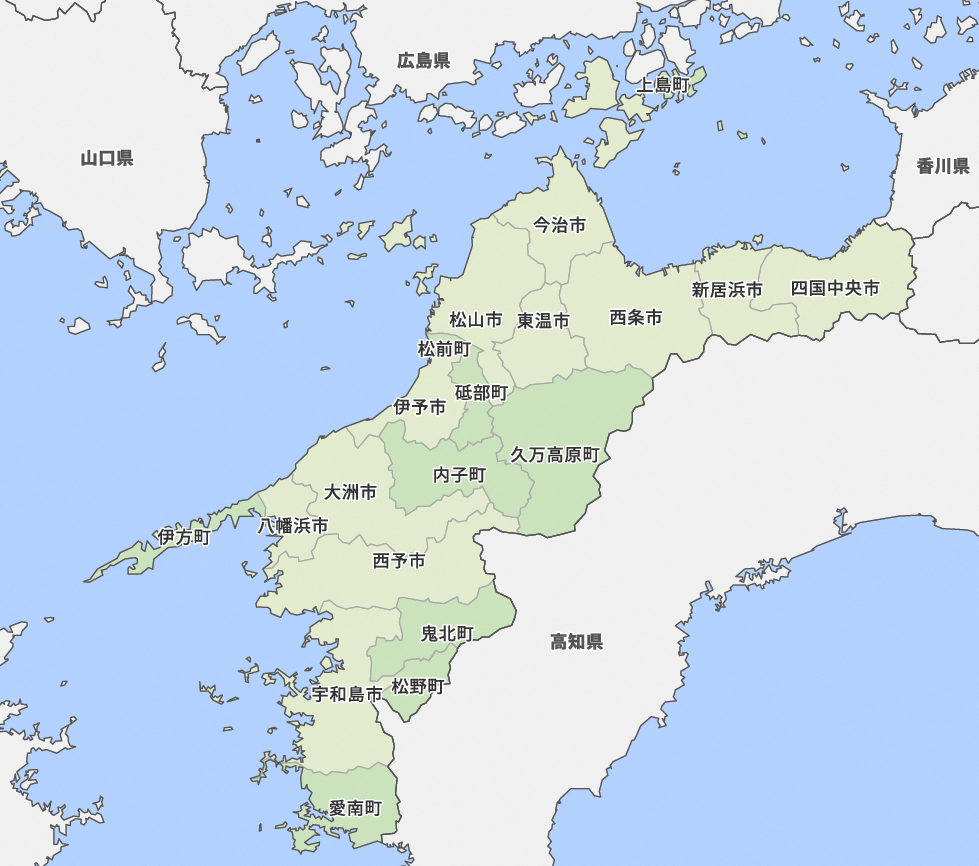 広島県
上島町
山口県
香川県
今治市
新居浜市
四国中央市
松山市
東温市
西条市
松前町
砥部町
伊予市
久万高原町
内子町
大洲市
八幡浜市
伊方町
西予市
鬼北町
高知県
松野町
宇和島市
愛南町